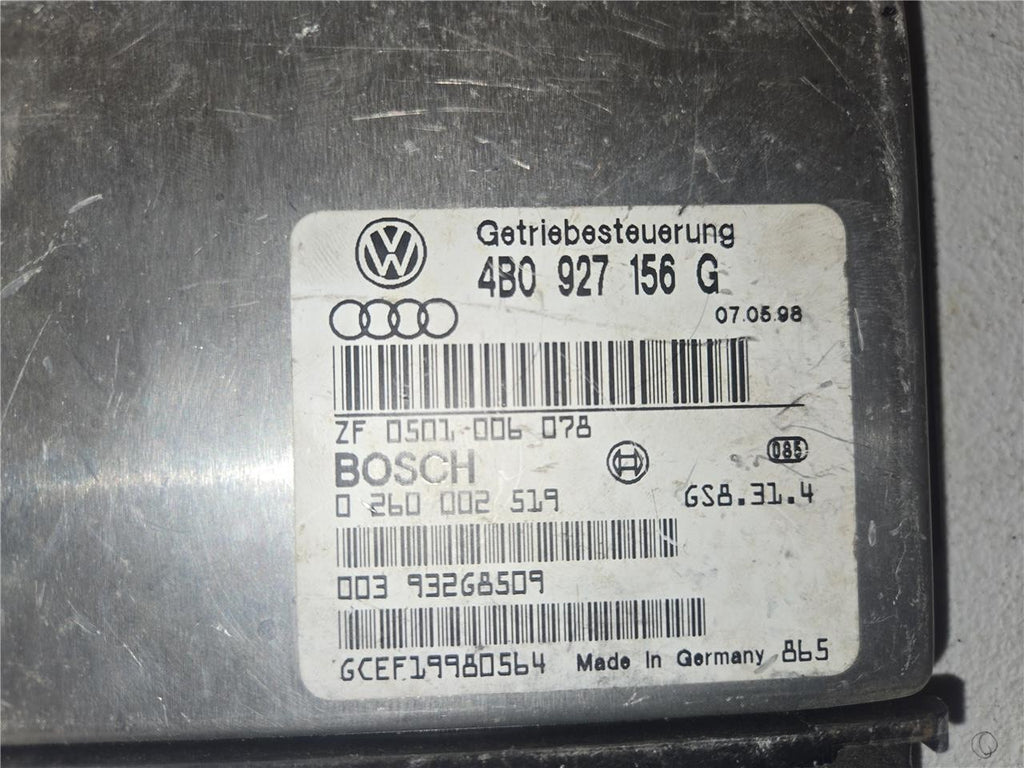 Getriebesteuerung
4B0 927 156 G
07.05.98
ZF 0501 006 078
BOSCH
085
0 260 002 519
GS8.31.4
003 932G8509
GCEF19980564 Made In Germany 865